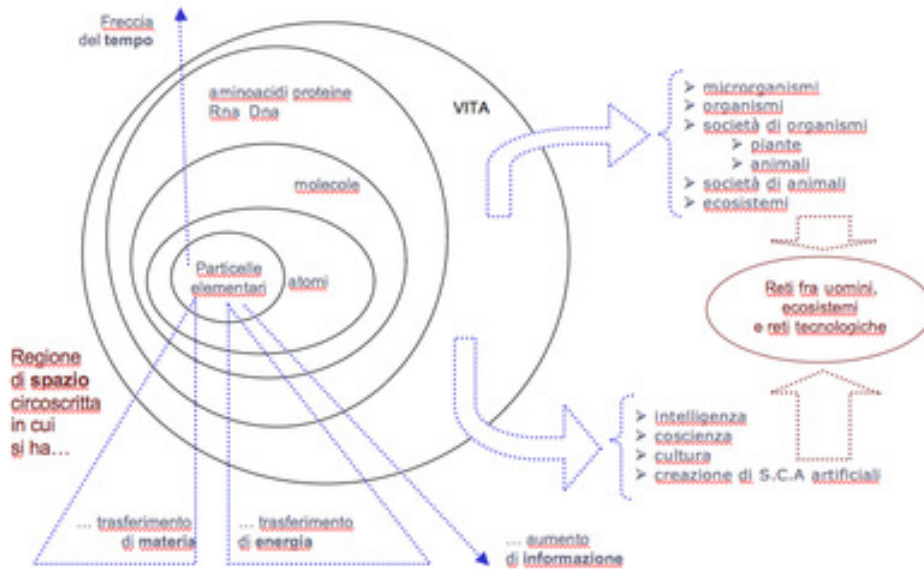 Freccia
del tempo
aminoacidi proteine
Rna Dna
VITA
molecole
Particelle
elementari
atomi
➤ microrganismi
➤ organismi
➤ società di organismi
➤ piante
➤ animali
➤ società di animali
➤ ecosistemi
Reti fra uomini,
ecosistemi
e reti tecnologiche
Regione
di spazio
circoscritta
in cui
si ha...
➤ intelligenza
➤ coscienza
➤ cultura
➤ creazione di S.C.A artificiali
... trasferimento
di materia
... trasferimento
di energia
... aumento
di informazione